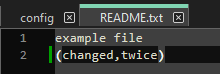 config README.txt
1 example file
2 (changed,twice)